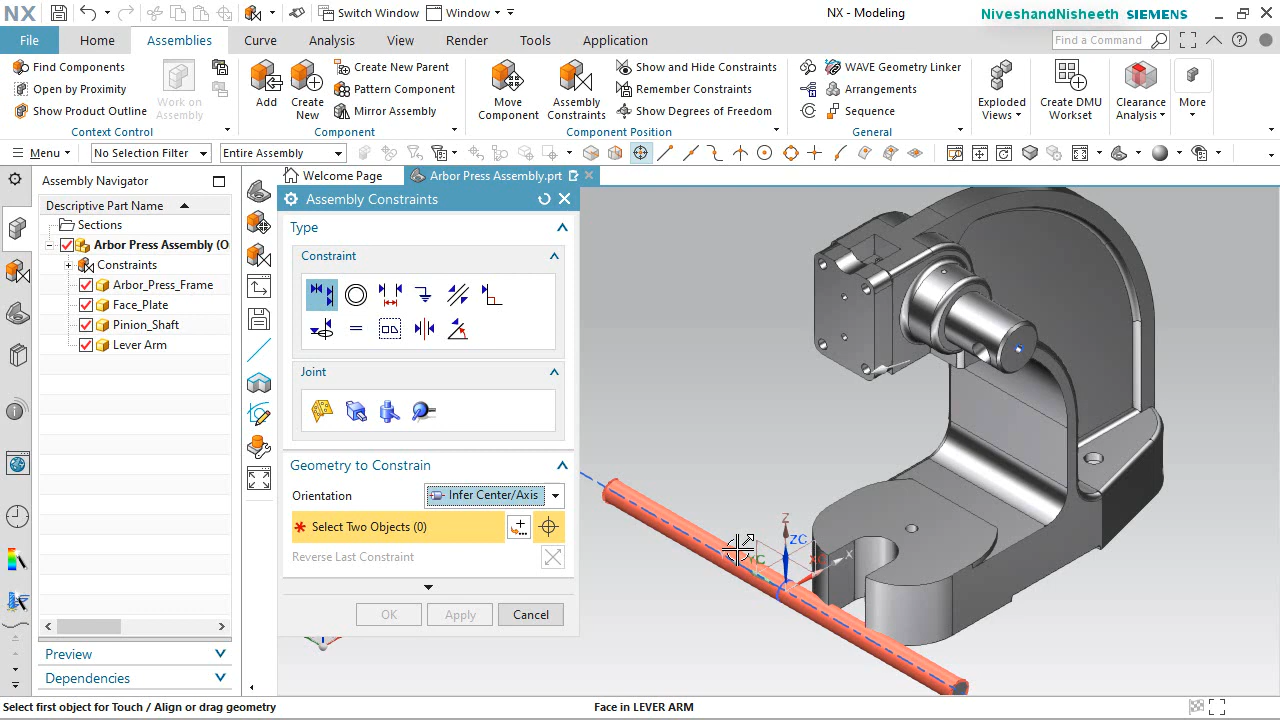 NX
Switch Window
Window
NX - Modeling
NiveshandNisheeth SIEMENS
File
Home
Assemblies
Curve
Analysis
View
Render
Tools
Application
Find a Command
Find Components
Open by Proximity
Show Product Outline
Work on
Assembly
Context Control
Add
Create
New
Create New Parent
Pattern Component
Mirror Assembly
Component
Move
Component
Assembly
Constraints
Show and Hide Constraints
Remember Constraints
Show Degrees of Freedom
Component Position
WAVE Geometry Linker
Arrangements
Sequence
General
Exploded
Views
Create DMU
Workset
Clearance
Analysis
More
Menu
No Selection Filter
Entire Assembly
Assembly Navigator
Descriptive Part Name
Sections
Arbor Press Assembly (O
Constraints
Arbor_Press_Frame
Face_Plate
Pinion_Shaft
Lever Arm
Preview
Dependencies
Welcome Page
Arbor Press Assembly.prt
Assembly Constraints
Type
Constraint
Joint
Geometry to Constrain
Orientation
Infer Center/Axis
* Select Two Objects (0)
Reverse Last Constraint
OK
Apply
Cancel
Z
ZC
X
YC
XC
Select first object for Touch / Align or drag geometry
Face in LEVER ARM